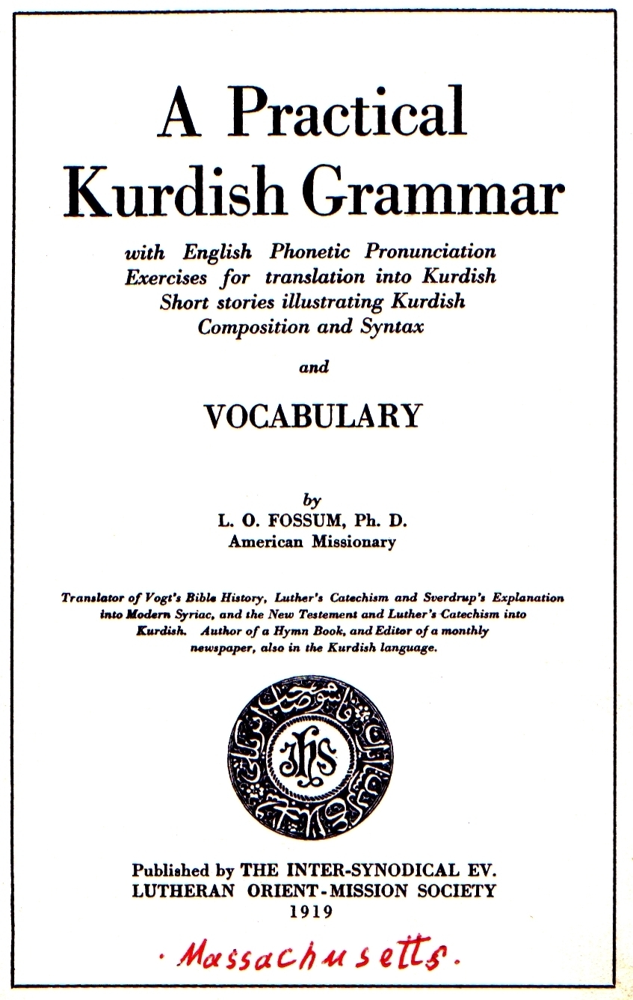 A Practical
Kurdish Grammar
with English Phonetic Pronunciation
Exercises for translation into Kurdish
Short stories illustrating Kurdish
Composition and Syntax
and
VOCABULARY
by
L. O. FOSSUM, Ph. D.
American Missionary
Translator of Vogt's Bible History, Luther's Catechism and Sverdrup's Explanation
into Modern Syriac, and the New Testement and Luther's Catechism into
Kurdish. Author of a Hymn Book, and Editor of a monthly
newspaper, also in the Kurdish language.
IHS
Published by THE INTER-SYNODICAL EV.
LUTHERAN ORIENT-MISSION SOCIETY
1919
. Massachusetts.